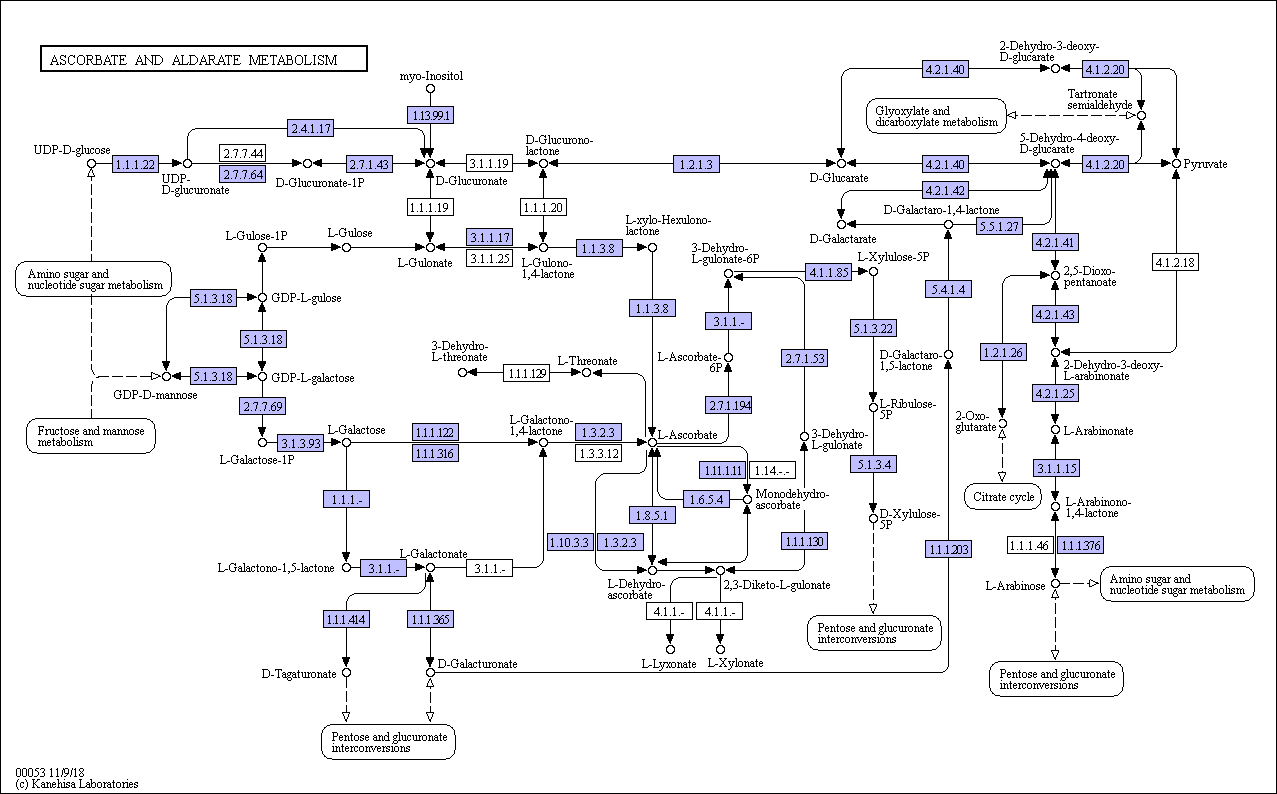 ASCORBATE AND ALDARATE METABOLISM
myo-Inositol
1.13.99.1
2-Dehydro-3-deoxy-
D-glucarate
4.2.1.40
4.1.2.20
Tartronate
semialdehyde
Glyoxylate and
dicarboxylate metabolism
2.4.1.17
UDP-D-glucose
1.1.1.22
2.7.7.44
2.7.7.64
UDP-
D-glucuronate
D-Glucuronate-1P
2.7.1.43
D-Glucuronate
3.1.1.19
D-Glucurono-
lactone
1.2.1.3
D-Glucarate
4.2.1.40
5-Dehydro-4-deoxy-
D-glucarate
4.1.2.20
Pyruvate
4.2.1.42
1.1.1.19
1.1.1.20
D-Galactarate
D-Galactaro-1,4-lactone
5.5.1.27
L-Gulose-1P
L-Gulose
L-Gulonate
3.1.1.17
3.1.1.25
L-Gulono-
1,4-lactone
1.1.3.8
L-xylo-Hexulono-
lactone
3-Dehydro-
L-gulonate-6P
4.1.1.85
L-Xylulose-5P
4.2.1.41
4.1.2.18
Amino sugar and
nucleotide sugar metabolism
2,5-Dioxo-
pentanoate
5.1.3.18
GDP-L-gulose
5.4.1.4
1.1.3.8
3.1.1.-
5.1.3.22
4.2.1.43
5.1.3.18
3-Dehydro-
L-threonate
L-Threonate
1.1.1.129
L-Ascorbate-
6P
2.7.1.53
D-Galactaro-
1,5-lactone
1.2.1.26
2-Dehydro-3-deoxy-
L-arabinonate
5.1.3.18
GDP-L-galactose
GDP-D-mannose
4.2.1.25
2.7.7.69
2.7.1.194
L-Ribulose-
5P
2-Oxo-
glutarate
Fructose and mannose
metabolism
L-Galactose-1P
3.1.3.93
L-Galactose
1.1.1.122
1.1.1.316
L-Galactono-
1,4-lactone
1.3.2.3
1.3.3.12
L-Ascorbate
3-Dehydro-
L-gulonate
L-Arabinonate
1.11.1.11
1.14.-.-
5.1.3.4
3.1.1.15
1.1.1.-
1.6.5.4
Monodehydro-
ascorbate
Citrate cycle
L-Arabinono-
1,4-lactone
1.8.5.1
D-Xylulose-
5P
1.10.3.3
1.3.2.3
1.1.1.130
1.1.1.203
1.1.1.46
1.1.1.376
L-Galactono-1,5-lactone
3.1.1.-
L-Galactonate
3.1.1.-
L-Dehydro-
ascorbate
2,3-Diketo-L-gulonate
L-Arabinose
Amino sugar and
nucleotide sugar metabolism
1.1.1.414
1.1.1.365
4.1.1.-
4.1.1.-
Pentose and glucuronate
interconversions
L-Lyxonate
L-Xylonate
D-Tagaturonate
D-Galacturonate
Pentose and glucuronate
interconversions
Pentose and glucuronate
interconversions
00053 11/9/18
(c) Kanehisa Laboratories